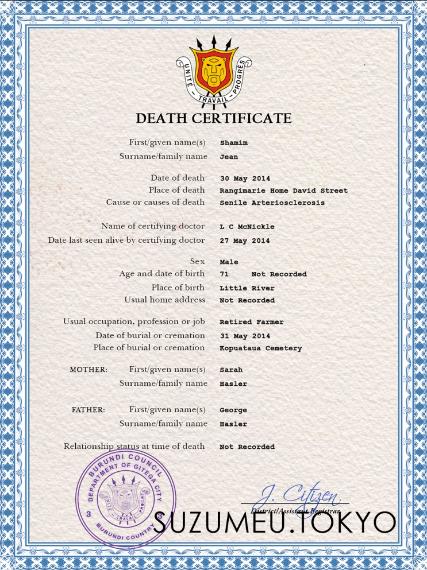 UNITÉ TRAVAIL PROGRÈS
DEATH CERTIFICATE
First/given name(s) Shamim
Surname/family name Jean
Date of death 30 May 2014
Place of death Rangimarie Home David Street
Cause or causes of death Senile Arteriosclerosis
Name of certifying doctor L C McNickle
Date last seen alive by certifying doctor 27 May 2014
Sex Male
Age and date of birth 71 Not Recorded
Place of birth Little River
Usual home address Not Recorded
Usual occupation, profession or job Retired Farmer
Date of burial or cremation 31 May 2014
Place of burial or cremation Kopuataua Cemetery
MOTHER: First/given name(s) Sarah
Surname/family name Hasler
FATHER: First/given name(s) George
Surname/family name Hasler
Relationship status at time of death Not Recorded
BURUNDI COUNCIL
DEPARTMENT OF GITEGA CITY
3
BURUNDI COUNTRY
J. Citizen
District/Assistant Registrar
SUZUMEU.TOKYO